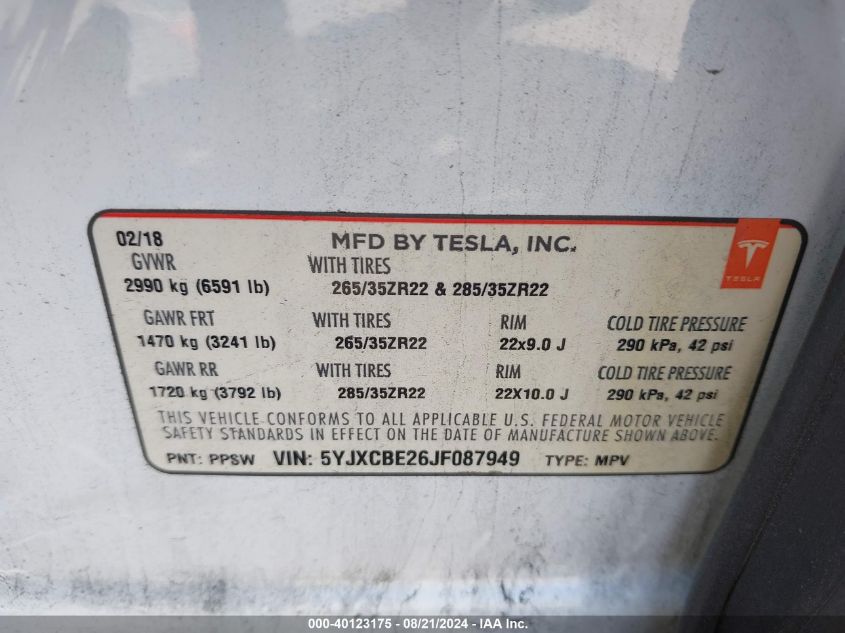 02/18 MFD BY TESLA, INC.
TESLA
GVWR WITH TIRES
2990 kg (6591 lb) 265/35ZR22 & 285/35ZR22
GAWR FRT WITH TIRES RIM COLD TIRE PRESSURE
1470 kg (3241 lb) 265/35ZR22 22x9.0 J 290 kPa, 42 psi
GAWR RR WITH TIRES RIM COLD TIRE PRESSURE
1720 kg (3792 lb) 285/35ZR22 22X10.0 J 290 kPa, 42 psi
THIS VEHICLE CONFORMS TO ALL APPLICABLE U.S. FEDERAL MOTOR VEHICLE
SAFETY STANDARDS IN EFFECT ON THE DATE OF MANUFACTURE SHOWN ABOVE.
PNT: PPSW VIN: 5YJXCBE26JF087949 TYPE: MPV
000-40123175 - 08/21/2024 - IAAI Inc.